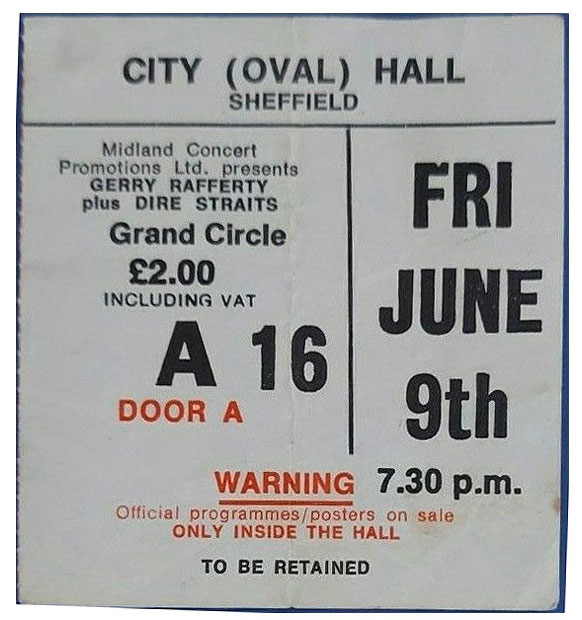 CITY (OVAL) HALL
SHEFFIELD
Midland Concert
Promotions Ltd. presents
GERRY RAFFERTY
plus DIRE STRAITS
Grand Circle
£2.00
INCLUDING VAT
A 16
DOOR A
FRI
JUNE
9th
7.30 p.m.
WARNING
Official programmes/posters on sale
ONLY INSIDE THE HALL
TO BE RETAINED